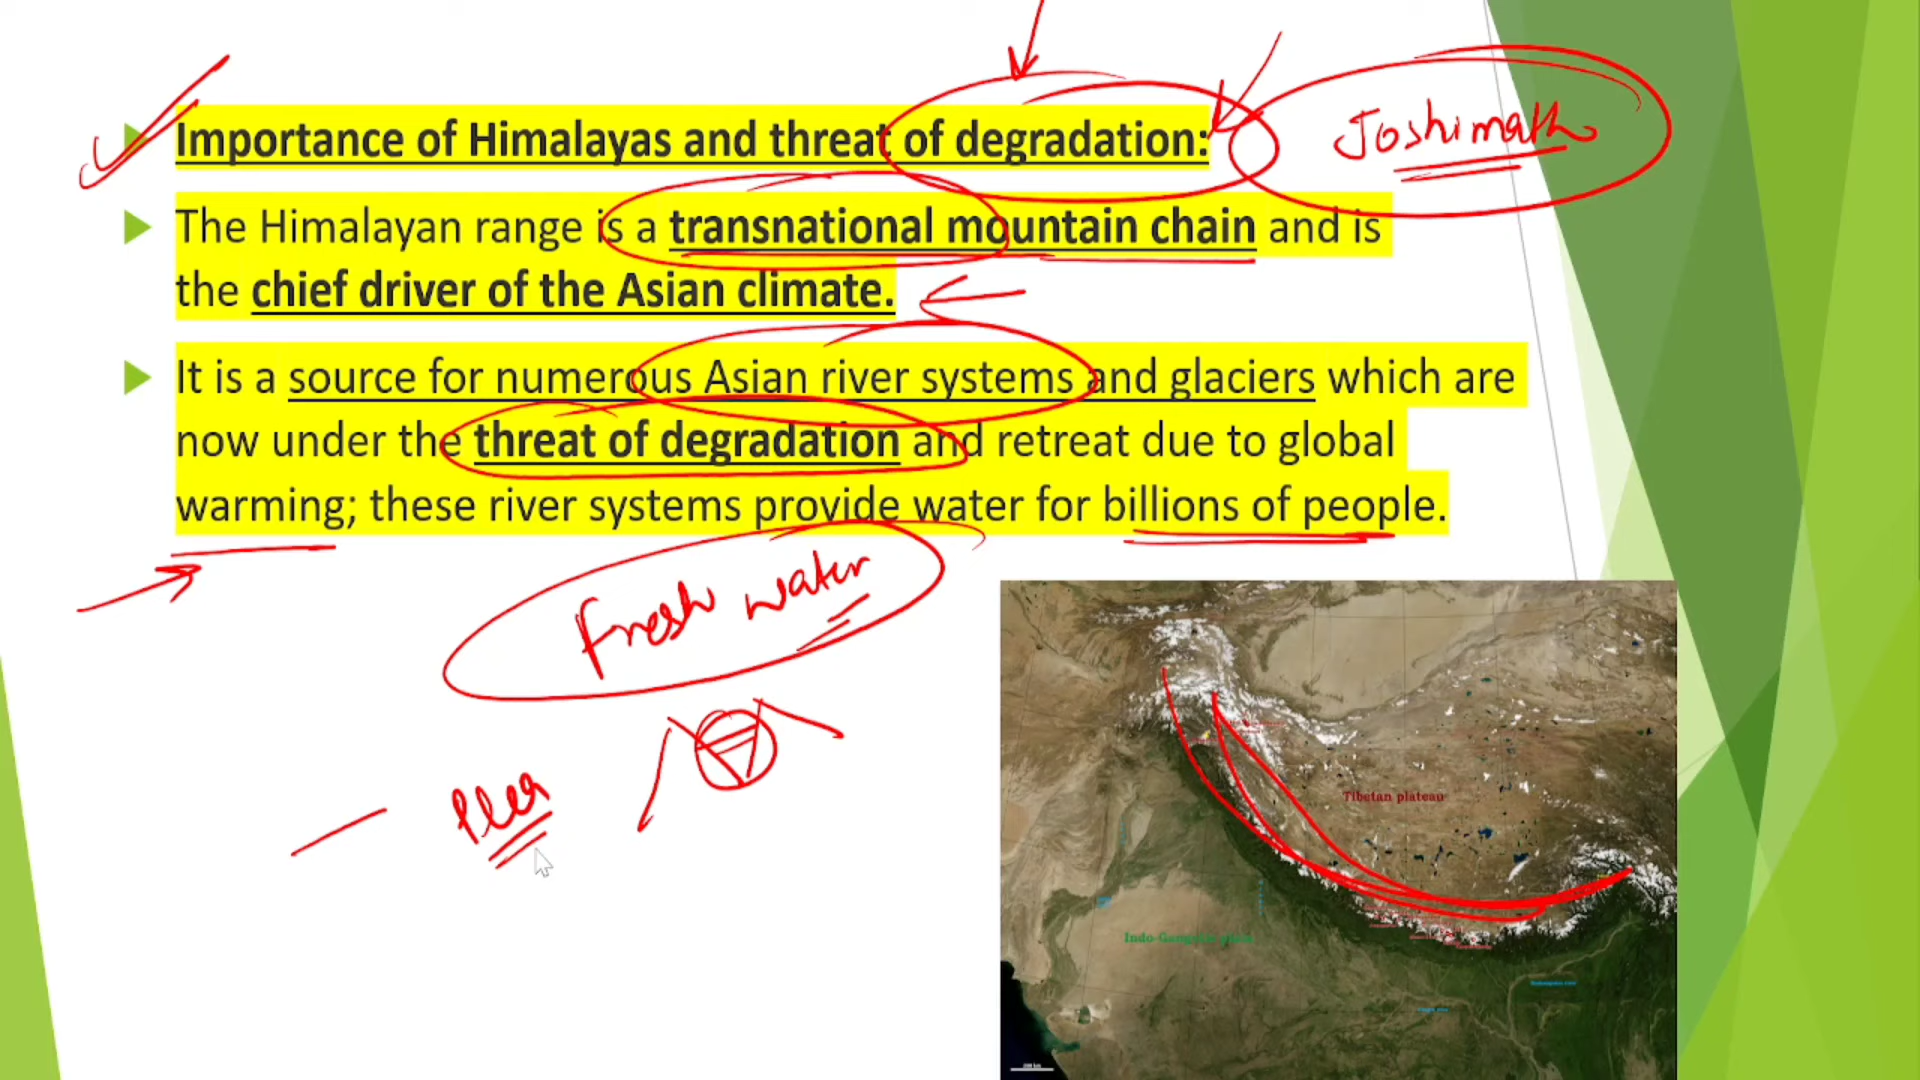 Importance of Himalayas and threat of degradation:
Joshimath
The Himalayan range is a transnational mountain chain and is
the chief driver of the Asian climate.
It is a source for numerous Asian river systems and glaciers which are
now under the threat of degradation and retreat due to global
warming; these river systems provide water for billions of people.
Fresh water
Tibetan plateau
Indo-Gangetic plain